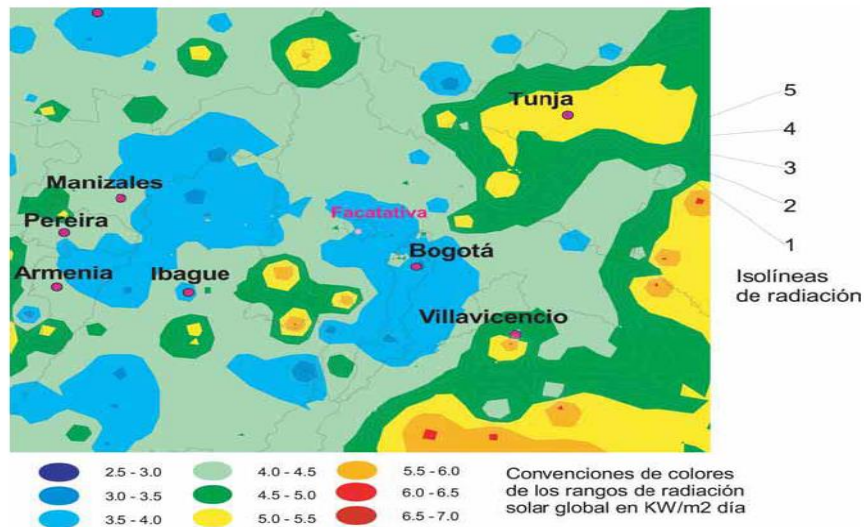 Tunja
Manizales
Facatativa
Pereira
Bogotá
Armenia
Ibague
Villavicencio
5
4
3
2
1
Isolíneas
de radiación
2.5 - 3.0
3.0 - 3.5
3.5 - 4.0
4.0 - 4.5
4.5 - 5.0
5.0 - 5.5
5.5 - 6.0
6.0 - 6.5
6.5 - 7.0
Convenciones de colores
de los rangos de radiación
solar global en KW/m2 día